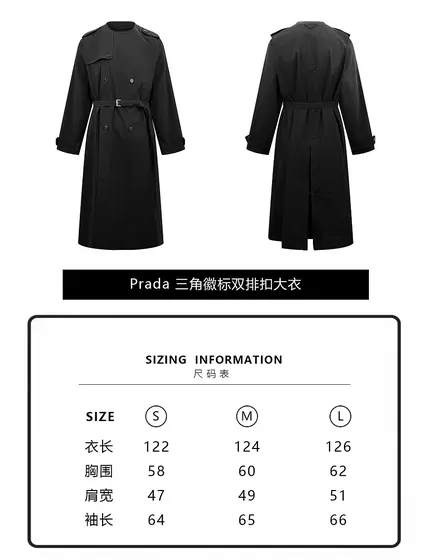 Prada 三角徽标双排扣大衣
SIZING INFORMATION
尺码表
SIZE S M L
衣长 122 124 126
胸围 58 60 62
肩宽 47 49 51
袖长 64 65 66